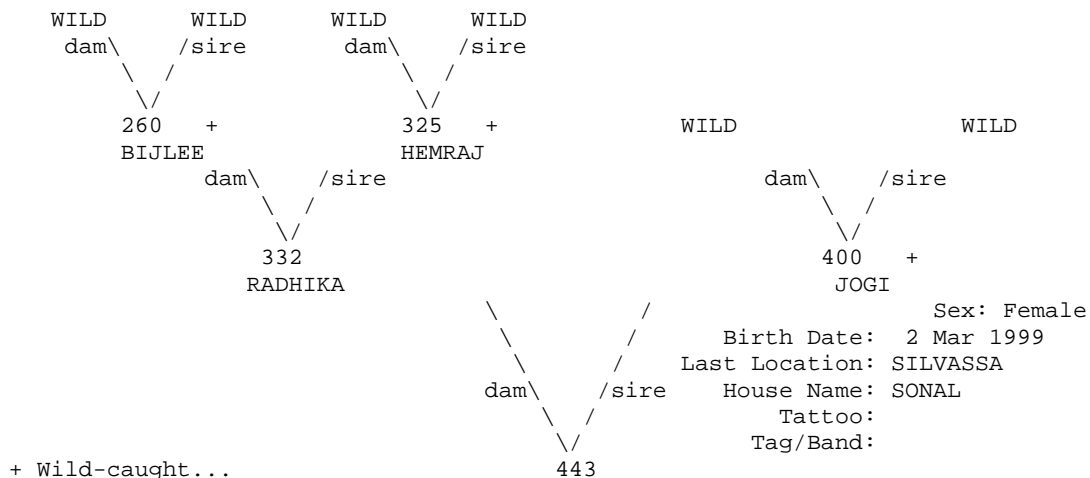 WILD WILD WILD WILD
dam\ /sire dam\ /sire
\ / \ /
\ / \ /
\/ \/
260 + 325 + WILD WILD
BIJLEE HEMRAJ
dam\ /sire dam\ /sire
\ / \ /
\ / \ /
\/ \/
332 400 +
RADHIKA JOGI
\ / Sex: Female
\ / Birth Date: 2 Mar 1999
\ / Last Location: SILVASSA
dam\ /sire House Name: SONAL
\ / Tattoo:
\/ Tag/Band:
+ Wild-caught... 443